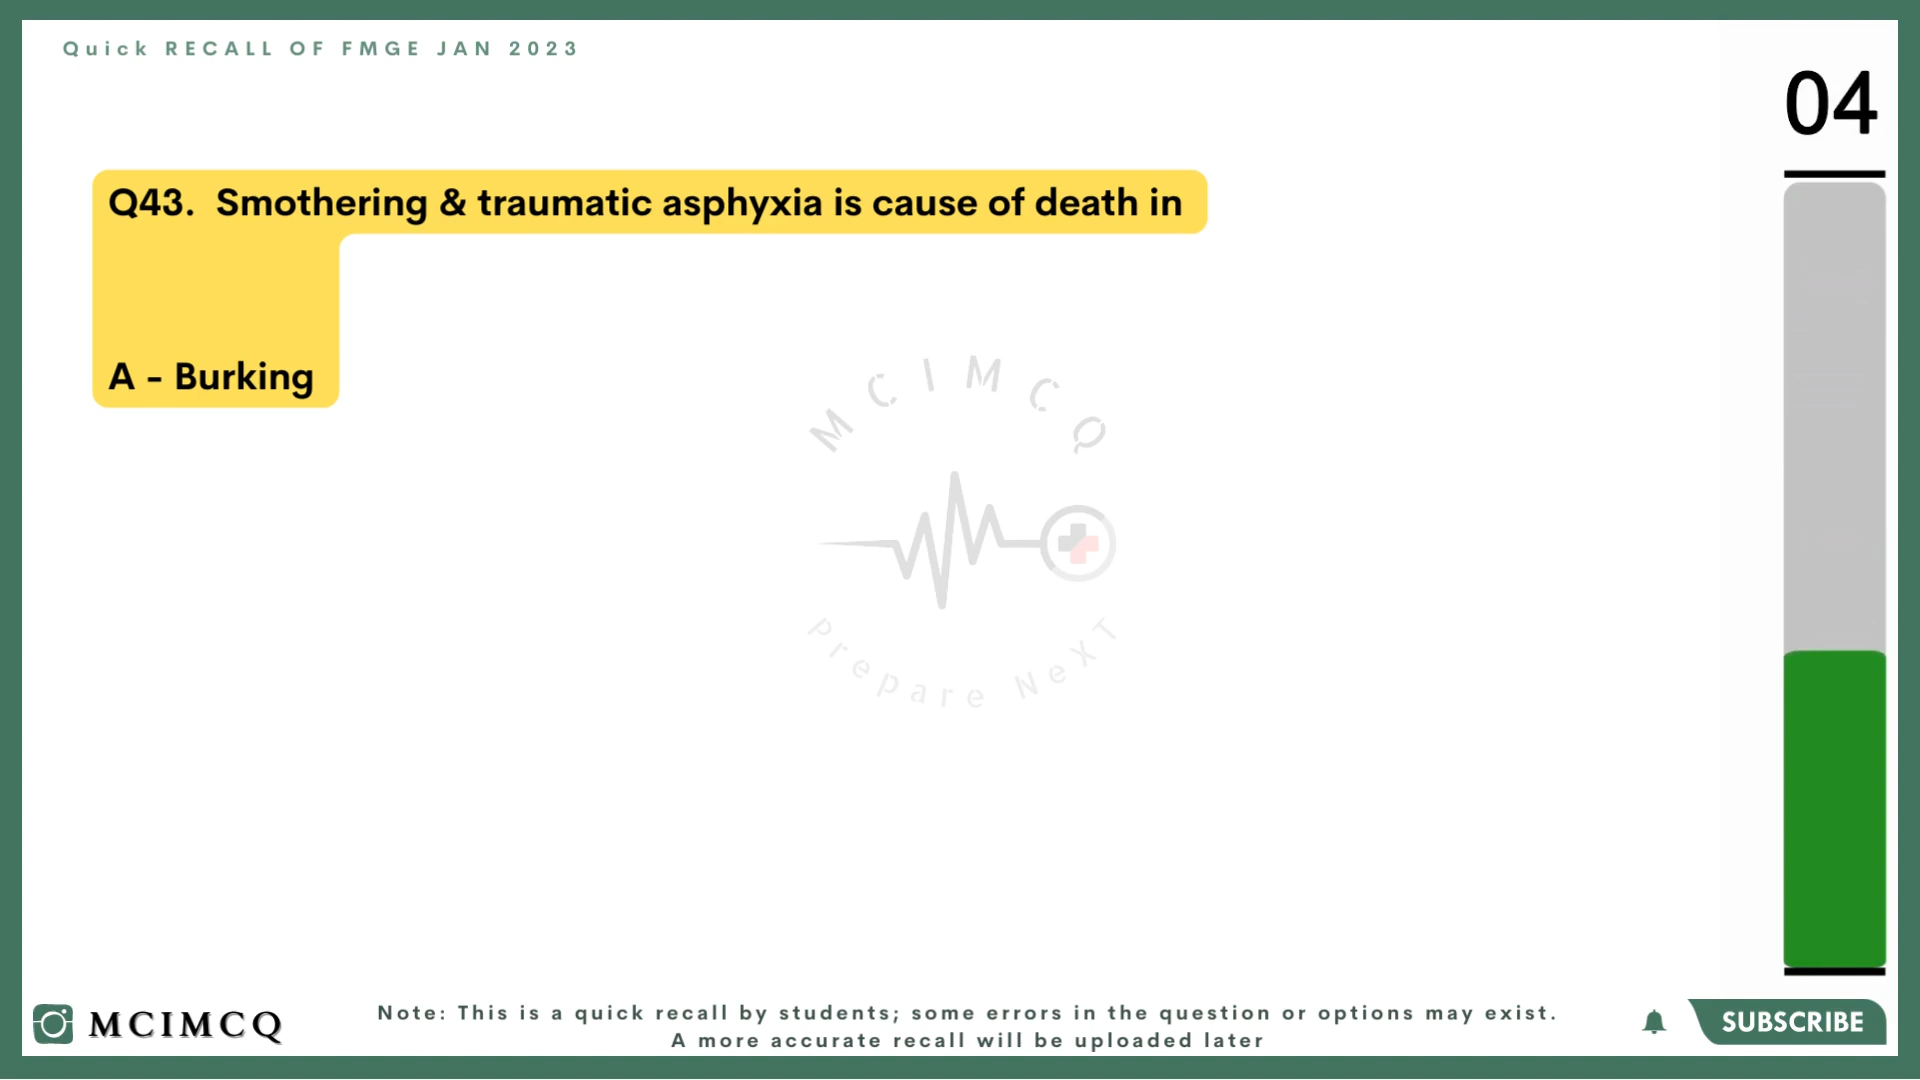 Quick RECALL OF FMGE JAN 2023
04
Q43. Smothering & traumatic asphyxia is cause of death in
A - Burking
MCIMCQ
Prepare NeXT
MCIMCQ
Note: This is a quick recall by students; some errors in the question or options may exist.
A more accurate recall will be uploaded later
SUBSCRIBE